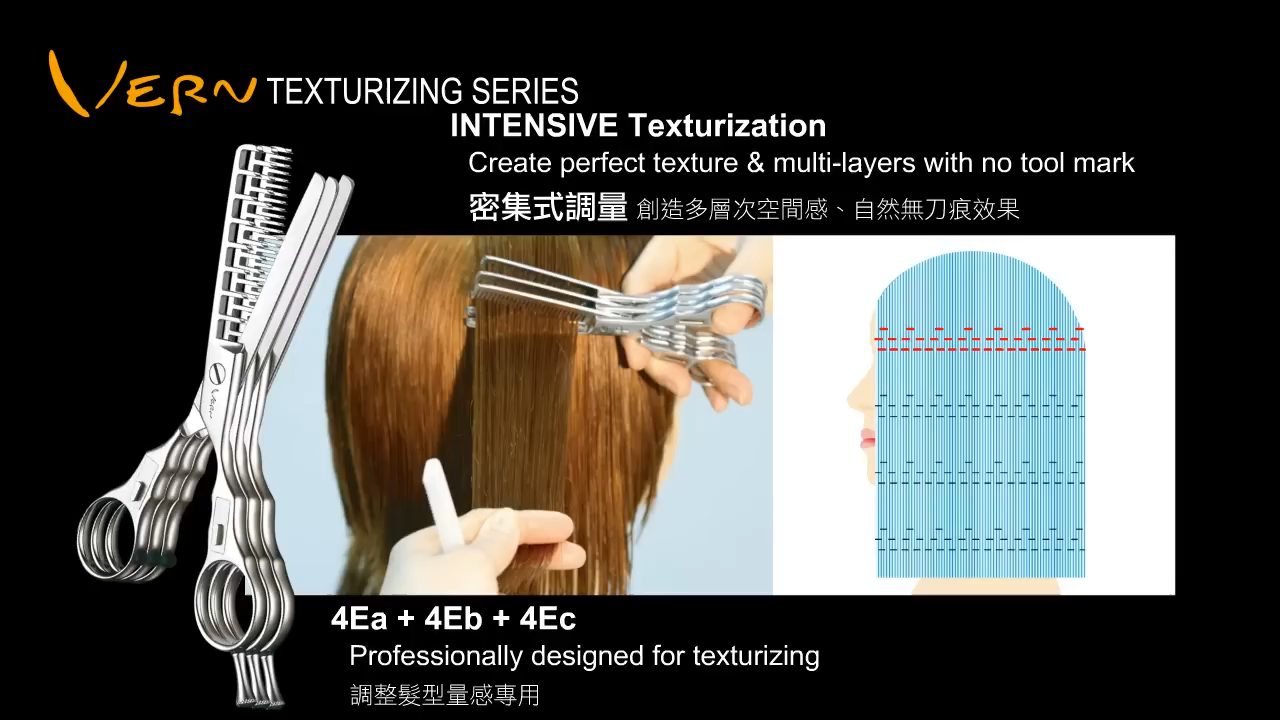 VERN TEXTURIZING SERIES
INTENSIVE Texturization
Create perfect texture & multi-layers with no tool mark
密集式調量 創造多層次空間感、自然無刀痕效果
VERN
4Ea + 4Eb + 4Ec
Professionally designed for texturizing
調整髮型量感專用